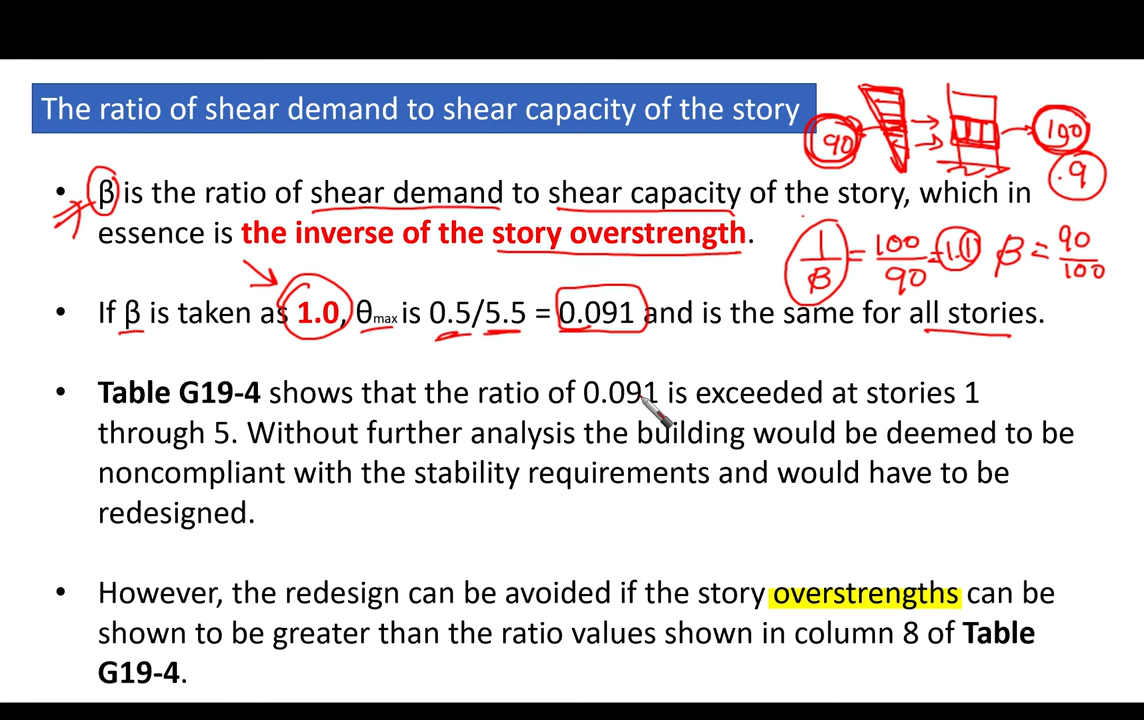 The ratio of shear demand to shear capacity of the story
90
100
.9
• β is the ratio of shear demand to shear capacity of the story, which in
essence is the inverse of the story overstrength.
1/β = 100/90 = 1.11 β = 90/100
• If β is taken as 1.0, θmax is 0.5/5.5 = 0.091 and is the same for all stories.
• Table G19-4 shows that the ratio of 0.091 is exceeded at stories 1
through 5. Without further analysis the building would be deemed to be
noncompliant with the stability requirements and would have to be
redesigned.
• However, the redesign can be avoided if the story overstrengths can be
shown to be greater than the ratio values shown in column 8 of Table
G19-4.